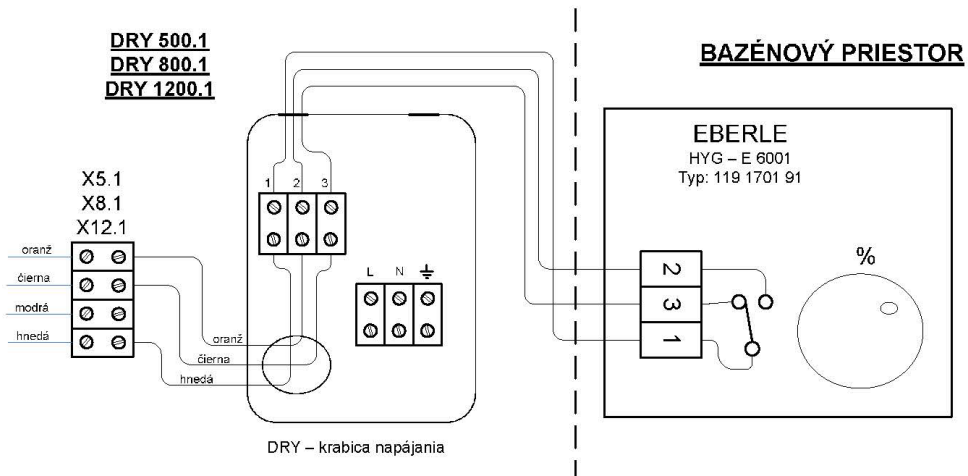 DRY 500.1
DRY 800.1
DRY 1200.1
BAZÉNOVÝ PRIESTOR
EBERLE
HYG – E 6001
Typ: 119 1701 91
X5.1
X8.1
X12.1
1 2 3
oranž
čierna
modrá
hnedá
L N
oranž
čierna
hnedá
2
3
1
%
DRY – krabica napájania